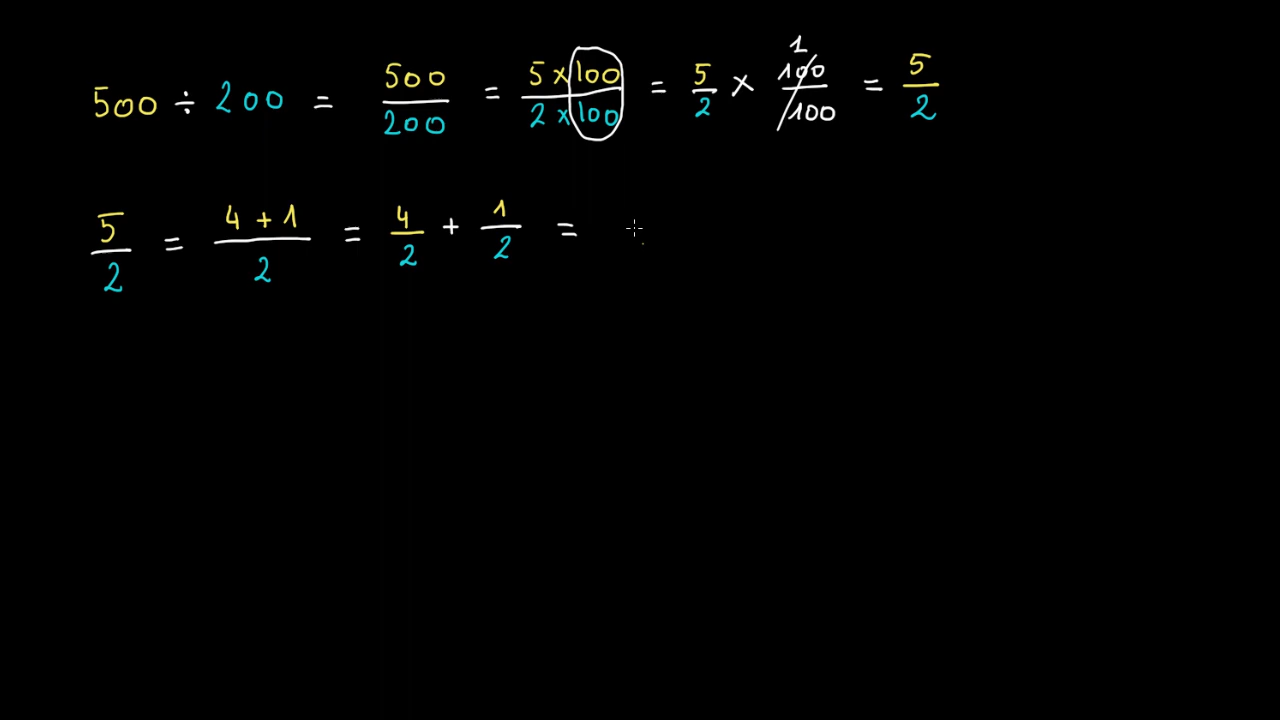 500 ÷ 200 = 500/200 = 5×100/2×100 = 5/2 × 100/100 1 = 5/2
5/2 = 4+1/2 = 4/2 + 1/2 =